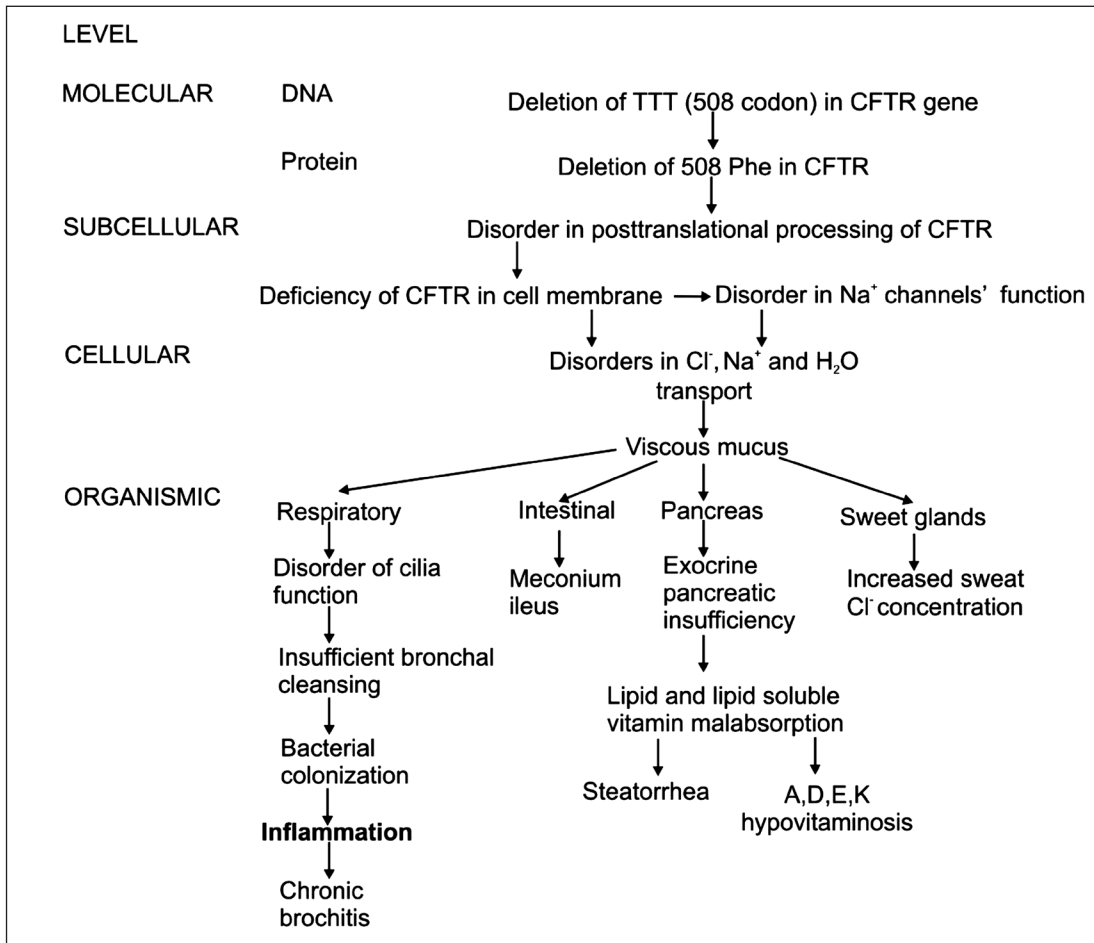 LEVEL
MOLECULAR DNA Deletion of TTT (508 codon) in CFTR gene
Protein Deletion of 508 Phe in CFTR
SUBCELLULAR Disorder in posttranslational processing of CFTR
Deficiency of CFTR in cell membrane Disorder in Na⁺ channels' function
CELLULAR Disorders in Cl⁻, Na⁺ and H₂O
transport
Viscous mucus
ORGANISMIC
Respiratory
Intestinal
Pancreas
Sweet glands
Disorder of cilia
function
Meconium
ileus
Exocrine
pancreatic
insufficiency
Increased sweat
Cl⁻ concentration
Insufficient bronchal
cleansing
Lipid and lipid soluble
vitamin malabsorption
Bacterial
colonization
Steatorrhea
A,D,E,K
hypovitaminosis
Inflammation
Chronic
brochitis